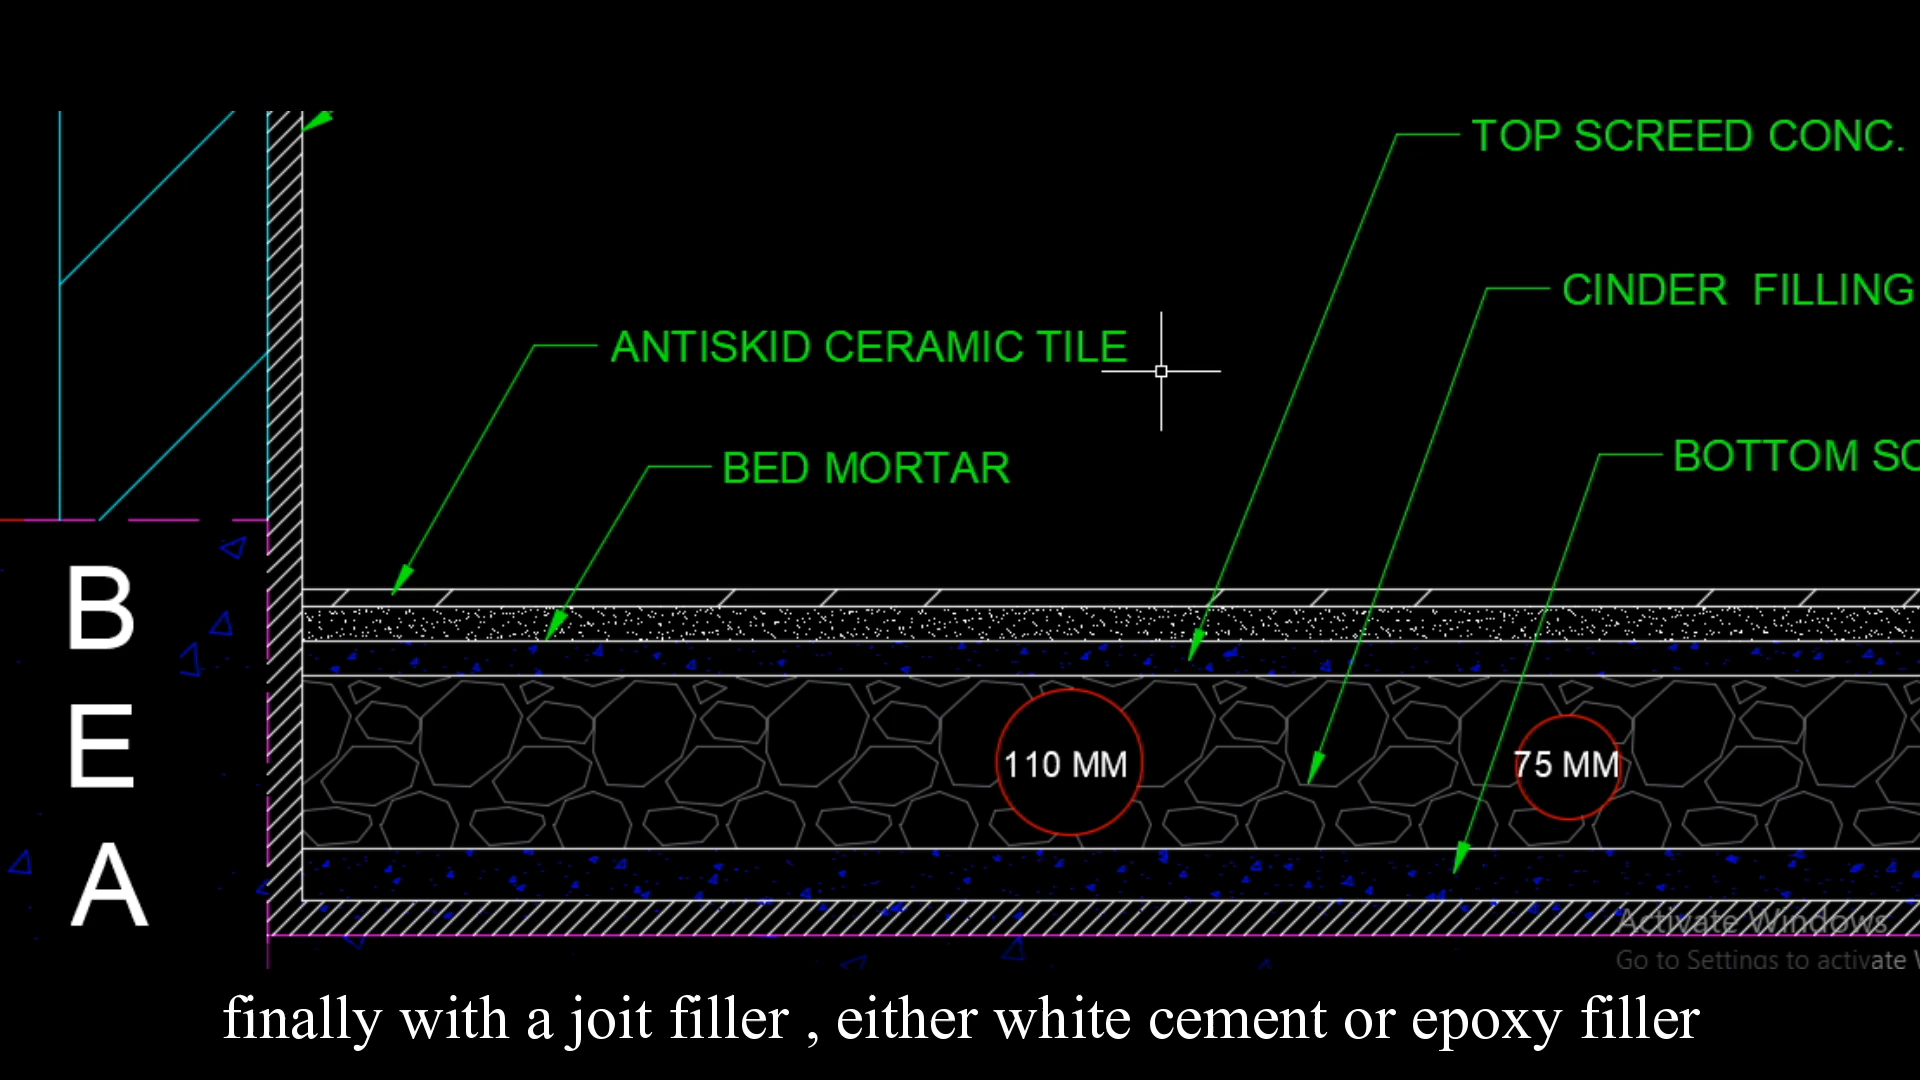 TOP SCREED CONC.
CINDER FILLING
ANTISKID CERAMIC TILE
BOTTOM SC
BED MORTAR
B
E
A
110 MM
75 MM
Activate Windows
Go to Settings to activate W
finally with a joit filler , either white cement or epoxy filler